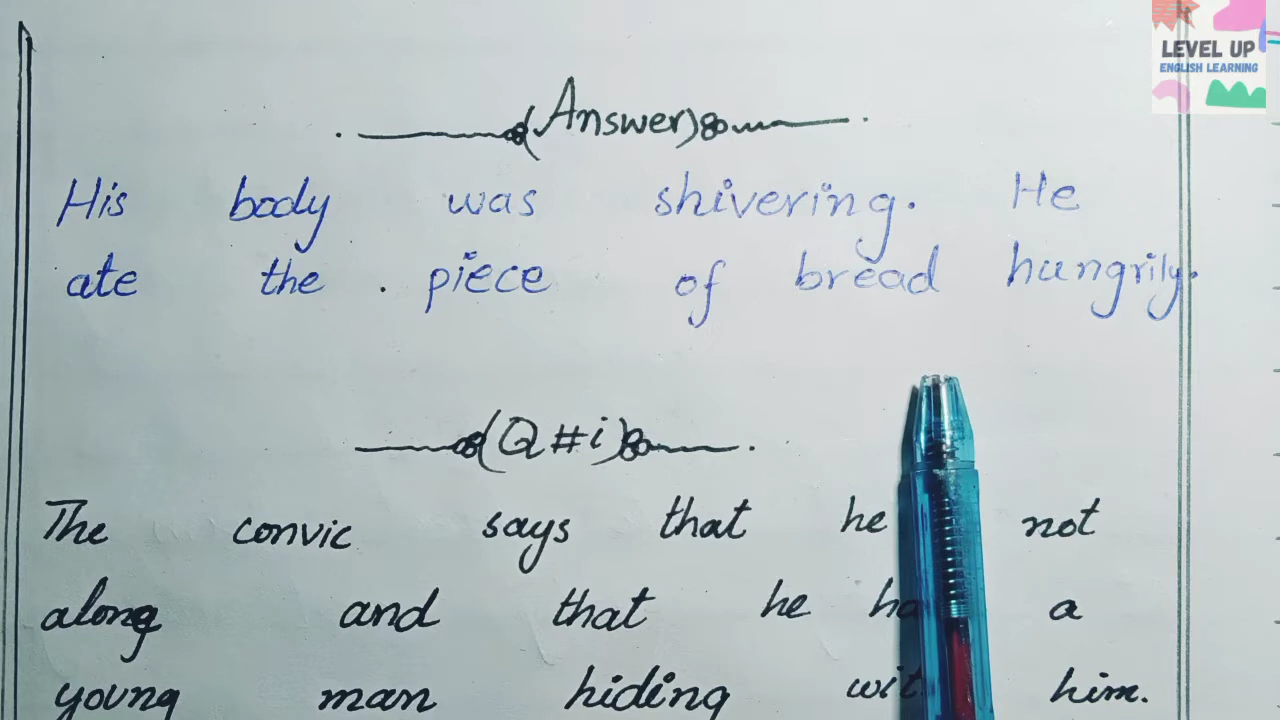 LEVEL UP
ENGLISH LEARNING
(Answer)
His body was shivering. He
ate the piece of bread hungrily.
(Q#i)
The convic says that he not
along and that he a
young man hiding him.